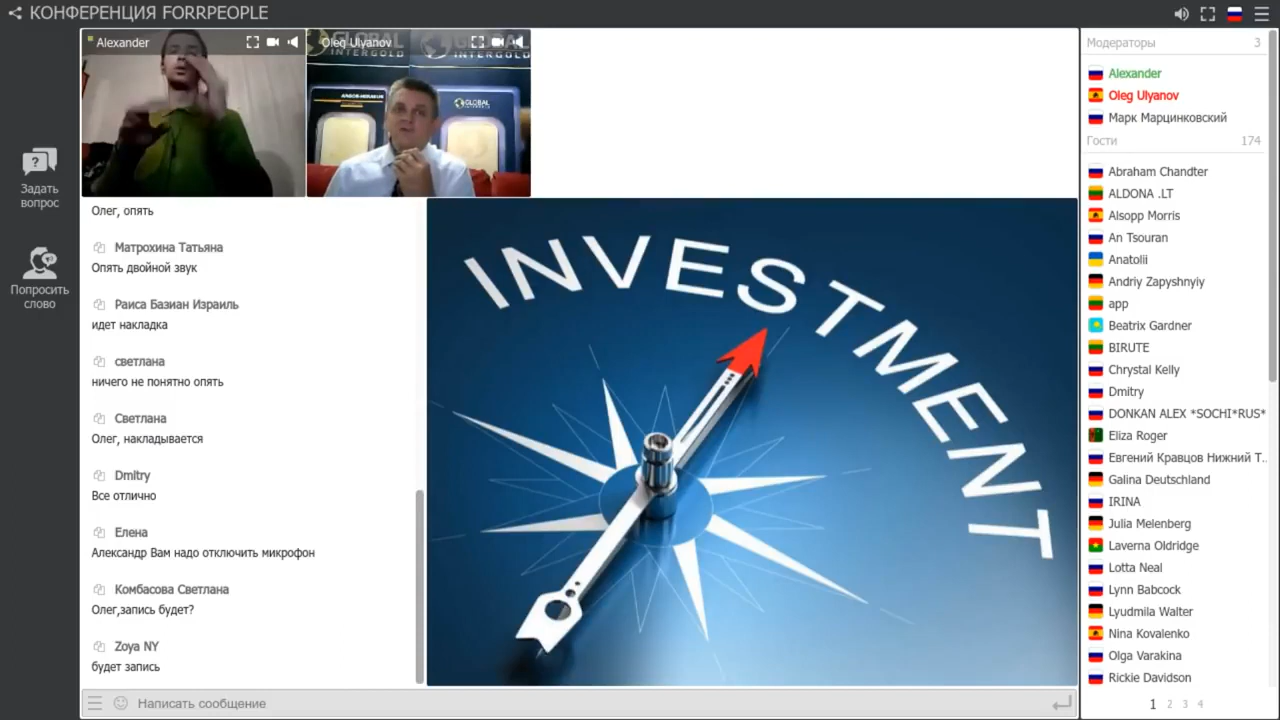 КОНФЕРЕНЦИЯ FORRPEOPLE
Alexander
Oleg Ulyanov
GLOBAL
INTERGOLD
GLOBAL
Задать
вопрос
Попросить
слово
Олег, опять
Матрохина Татьяна
Опять двойной звук
Раиса Базиан Израиль
идет накладка
светлана
ничего не понятно опять
Светлана
Олег, накладывается
Dmitry
Все отлично
Елена
Александр Вам надо отключить микрофон
Комбасова Светлана
Олег,запись будет?
Zoya NY
будет запись
Написать сообщение
INVESTMENT
Модераторы 3
Alexander
Oleg Ulyanov
Марк Марцинковский
Гости 174
Abraham Chandter
ALDONA .LT
Alsopp Morris
An Tsouran
Anatolii
Andriy Zapyshnyiy
app
Beatrix Gardner
BIRUTE
Chrystal Kelly
Dmitry
DONKAN ALEX *SOCHI*RUS*
Eliza Roger
Евгений Кравцов Нижний Т..
Galina Deutschland
IRINA
Julia Melenberg
Laverna Oldridge
Lotta Neal
Lynn Babcock
Lyudmila Walter
Nina Kovalenko
Olga Varakina
Rickie Davidson
1 2 3 4